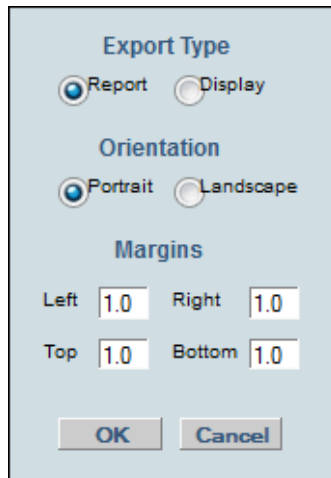 Export Type
Report Display
Orientation
Portrait Landscape
Margins
Left 1.0 Right 1.0
Top 1.0 Bottom 1.0
OK Cancel